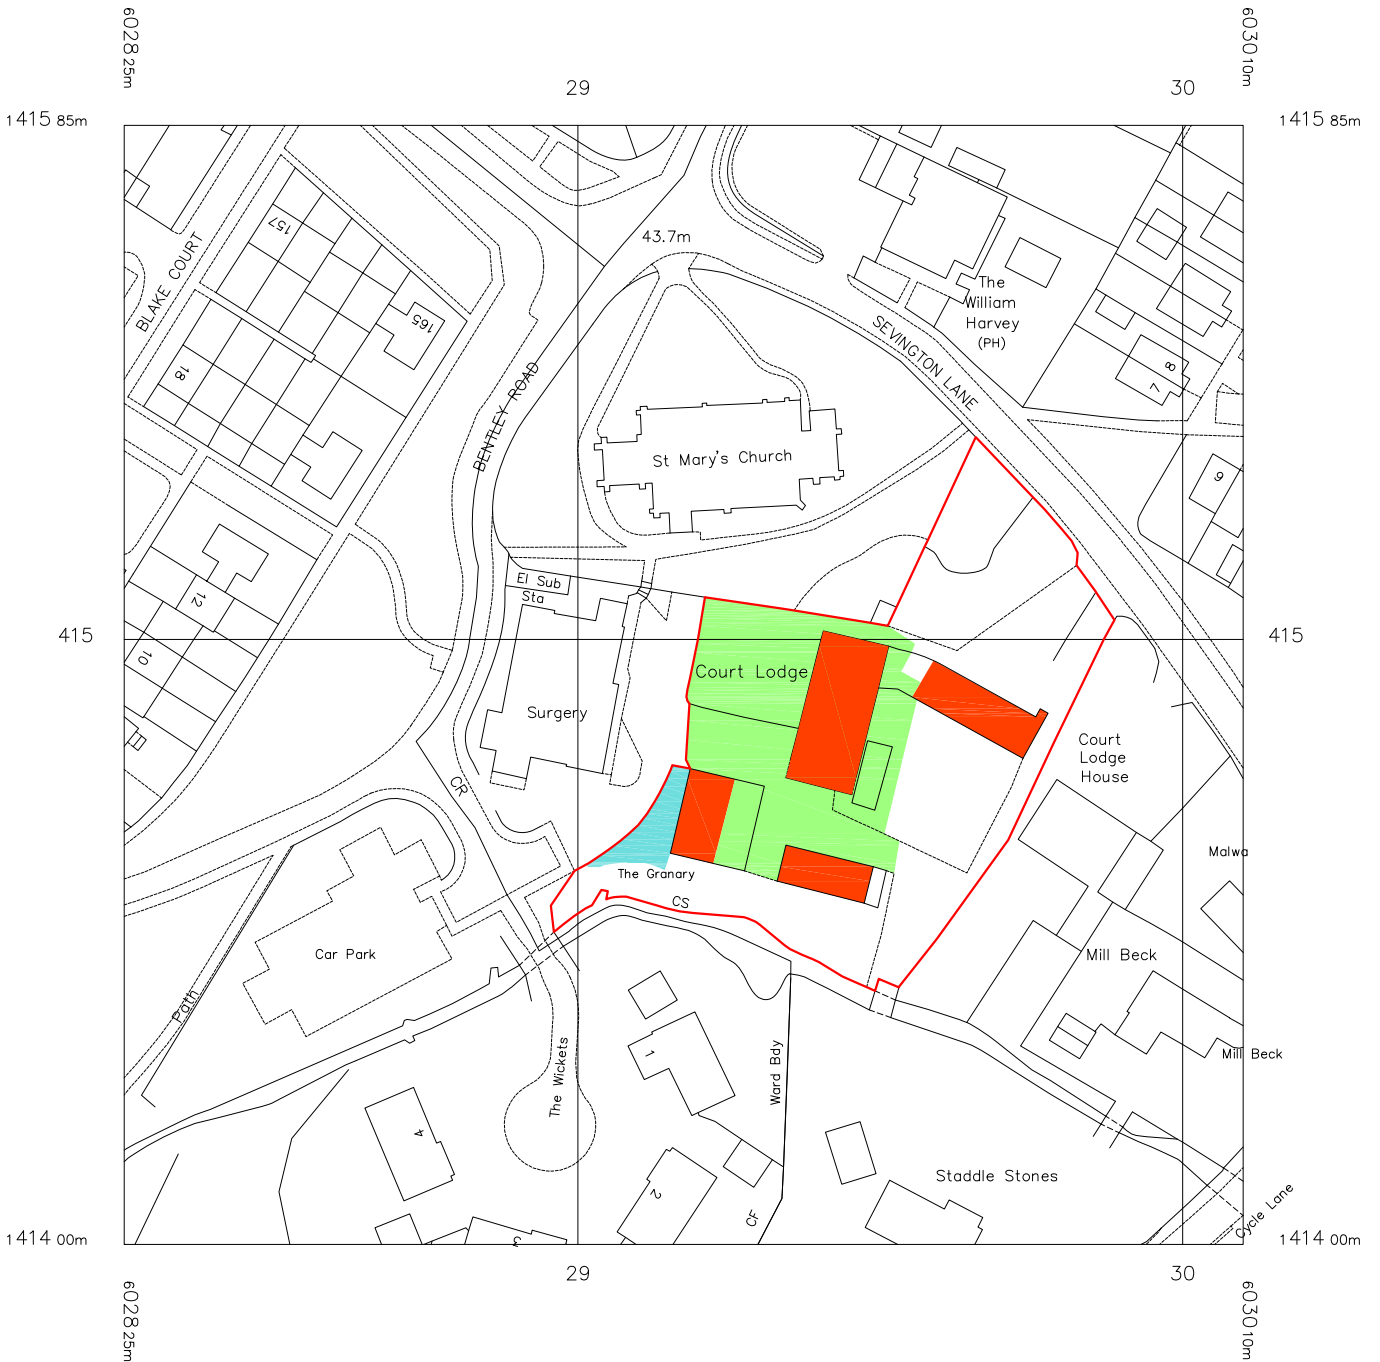 602825m
603010m
29
30
141585m
141585m
BLAKE COURT
157
165
18
43.7m
BENTLEY ROAD
The
William
Harvey
(PH)
SEVINGTON LANE
8
7
9
St Mary's Church
12
10
El Sub
Sta
415
415
Court Lodge
Surgery
CR
Court
Lodge
House
Malwa
The Granary
CS
Car Park
Path
Mill Beck
Mill Beck
The Wickets
1
Ward Bdy
4
2
3
CF
Staddle Stones
Cycle Lane
141400m
141400m
29
30
602825m
603010m